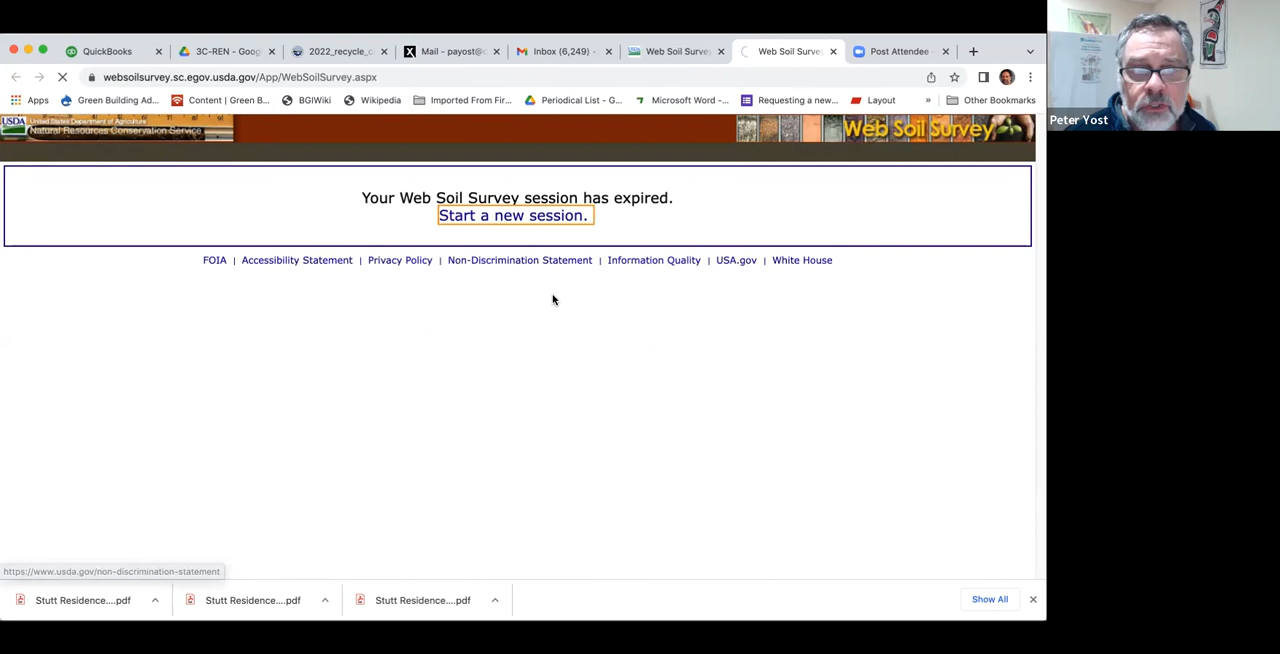 QuickBooks
3C-REN - Goog
2022_recycle_c
Mail - payost@c
Inbox (6,249) -
Web Soil Survey
Web Soil Survey
Post Attendee -
websoilsurvey.sc.egov.usda.gov/App/WebSoilSurvey.aspx
Apps
Green Building Ad...
Content | Green B...
BGIWiki
Wikipedia
Imported From Fir...
Periodical List - G...
Microsoft Word -...
Requesting a new...
Layout
»
Other Bookmarks
USDA
United States Department of Agriculture
Natural Resources Conservation Service
Web Soil Survey
Peter Yost
Your Web Soil Survey session has expired.
Start a new session.
FOIA | Accessibility Statement | Privacy Policy | Non-Discrimination Statement | Information Quality | USA.gov | White House
https://www.usda.gov/non-discrimination-statement
Stutt Residence....pdf
Stutt Residence....pdf
Stutt Residence....pdf
Show All